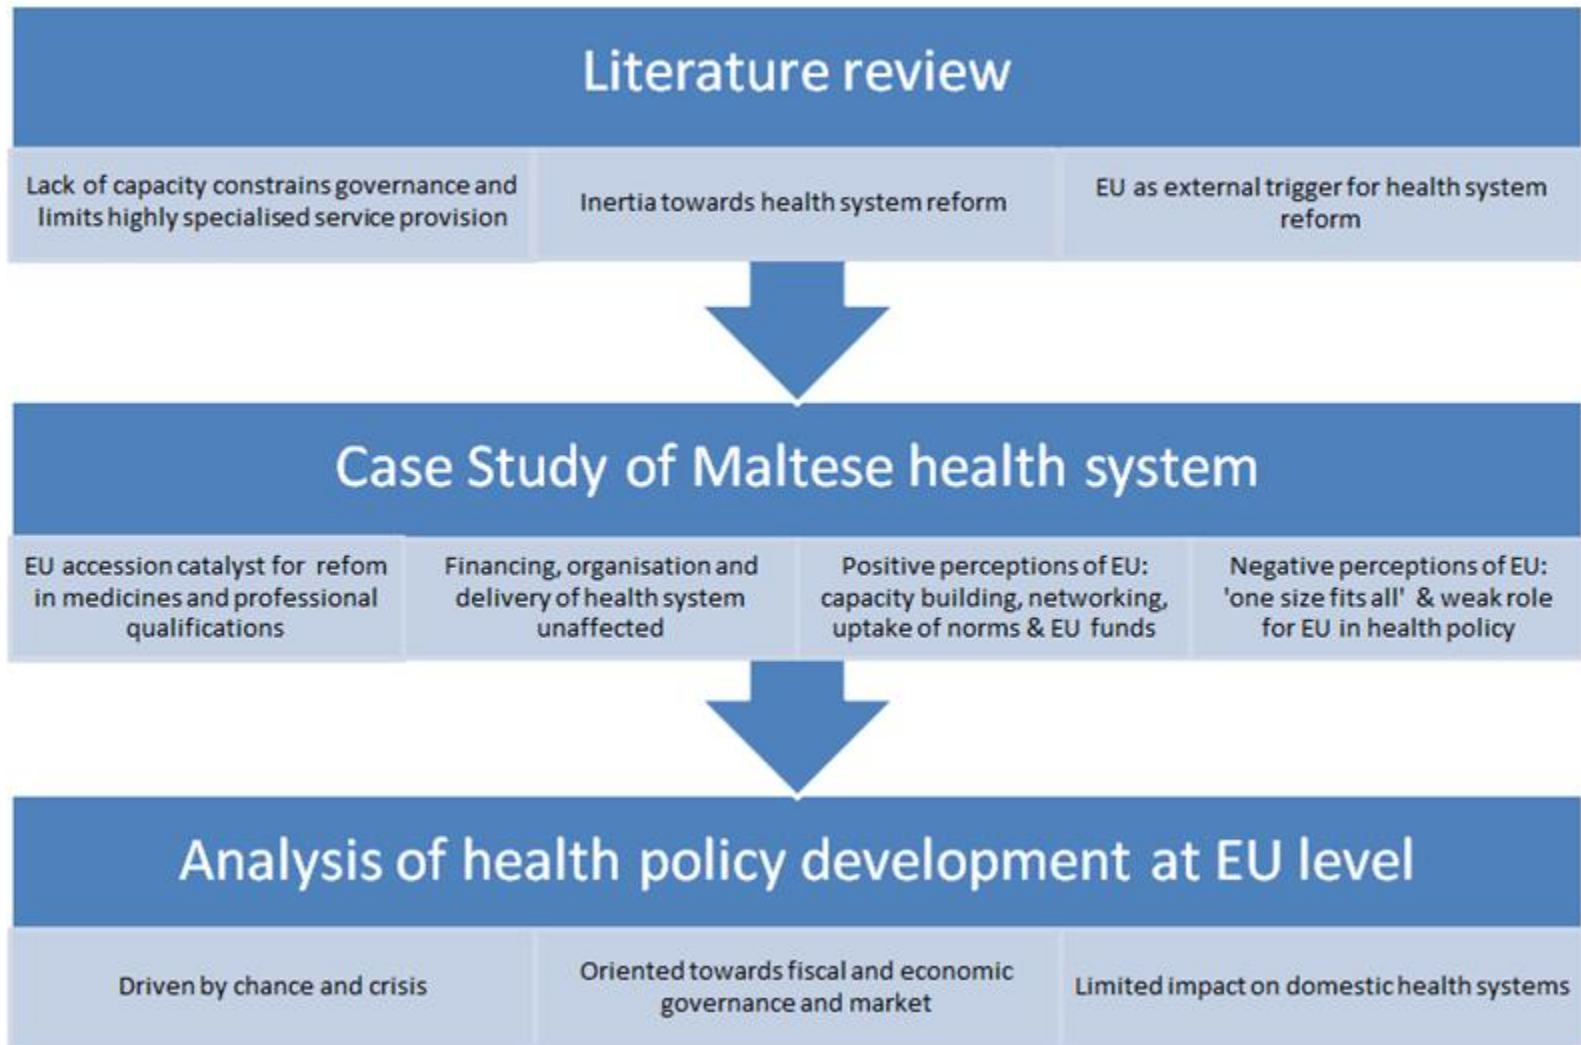 Literature review
Lack of capacity constrains governance and
limits highly specialised service provision
Inertia towards health system reform
EU as external trigger for health system
reform
Case Study of Maltese health system
EU accession catalyst for refom
in medicines and professional
qualifications
Financing, organisation and
delivery of health system
unaffected
Positive perceptions of EU:
capacity building, networking,
uptake of norms & EU funds
Negative perceptions of EU:
'one size fits all' & weak role
for EU in health policy
Analysis of health policy development at EU level
Driven by chance and crisis
Oriented towards fiscal and economic
governance and market
Limited impact on domestic health systems